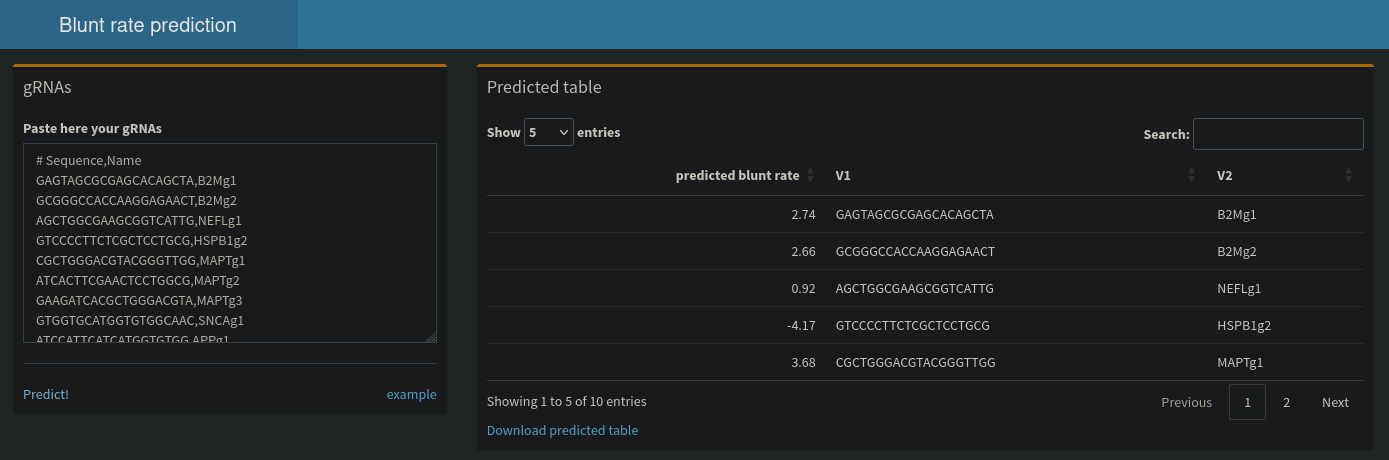 Blunt rate prediction
gRNAs
Paste here your gRNAs
# Sequence,Name
GAGTAGCGCGAGCACAGCTA,B2Mg1
GCGGGCCACCAAGGAGAACT,B2Mg2
AGCTGGCGAAGCGGTCATTG,NEFLg1
GTCCCCTTCTCGCTCCTGCG,HSPB1g2
CGCTGGGACGTACGGGTTGG,MAPTg1
ATCACTTCGAACTCCTGGCG,MAPTg2
GAAGATCACGCTGGGACGTA,MAPTg3
GTGGTGCATGGTGTGGCAAC,SNCAg1
ATCCATTCATCATGGTGTGG,APPg1
Predict! example
Predicted table
Show 5 entries Search:
predicted blunt rate V1 V2
2.74 GAGTAGCGCGAGCACAGCTA B2Mg1
2.66 GCGGGCCACCAAGGAGAACT B2Mg2
0.92 AGCTGGCGAAGCGGTCATTG NEFLg1
-4.17 GTCCCCTTCTCGCTCCTGCG HSPB1g2
3.68 CGCTGGGACGTACGGGTTGG MAPTg1
Showing 1 to 5 of 10 entries Previous 1 2 Next
Download predicted table